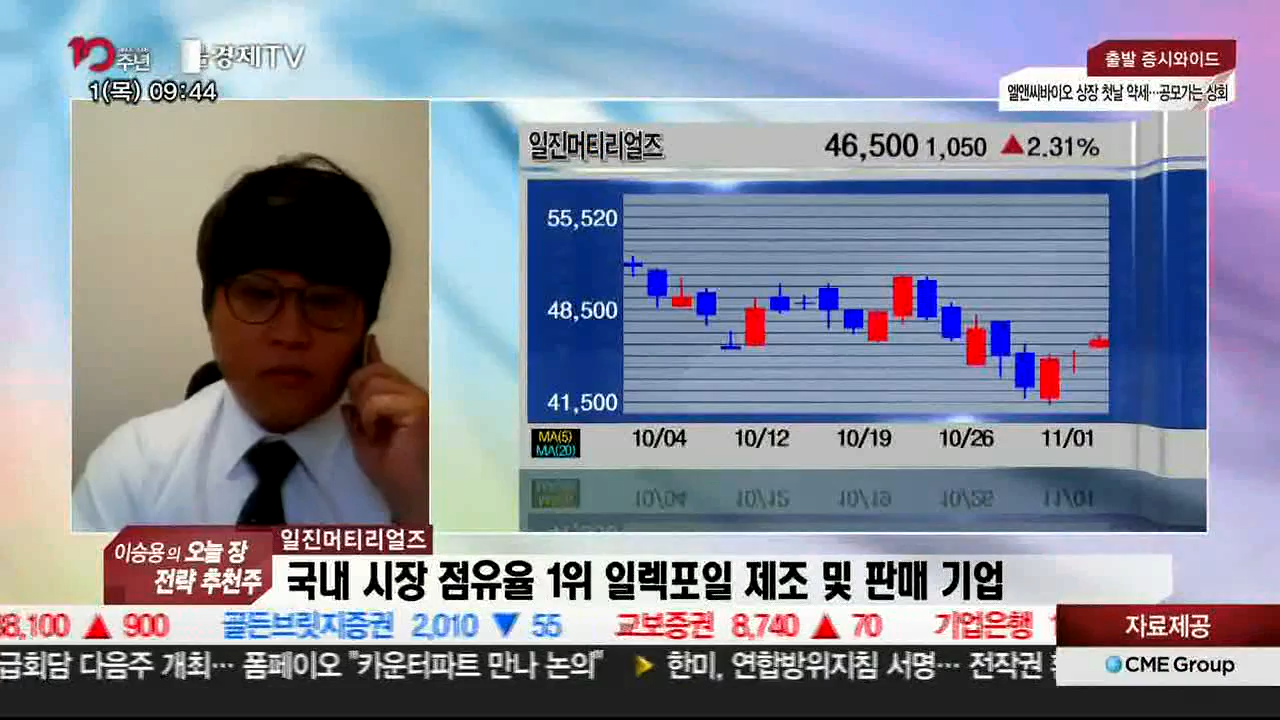 10주년
경제TV
1(목) 09:44
출발 증시와이드
엘앤씨바이오 상장 첫날 약세…공모가는 상회
일진머티리얼즈 46,500 1,050 ▲2.31%
55,520
48,500
41,500
MA(5)
MA(20)
10/04 10/12 10/19 10/26 11/01
일진머티리얼즈
이승용의 오늘 장
전략 추천주
국내 시장 점유율 1위 일렉포일 제조 및 판매 기업
8,100 ▲ 900 골든브릿지증권 2,010 ▼ 55 교보증권 8,740 ▲ 70 기업은행
자료제공
급회담 다음주 개최… 폼페이오 "카운터파트 만나 논의" ▶ 한미, 연합방위지침 서명… 전작권
CME Group